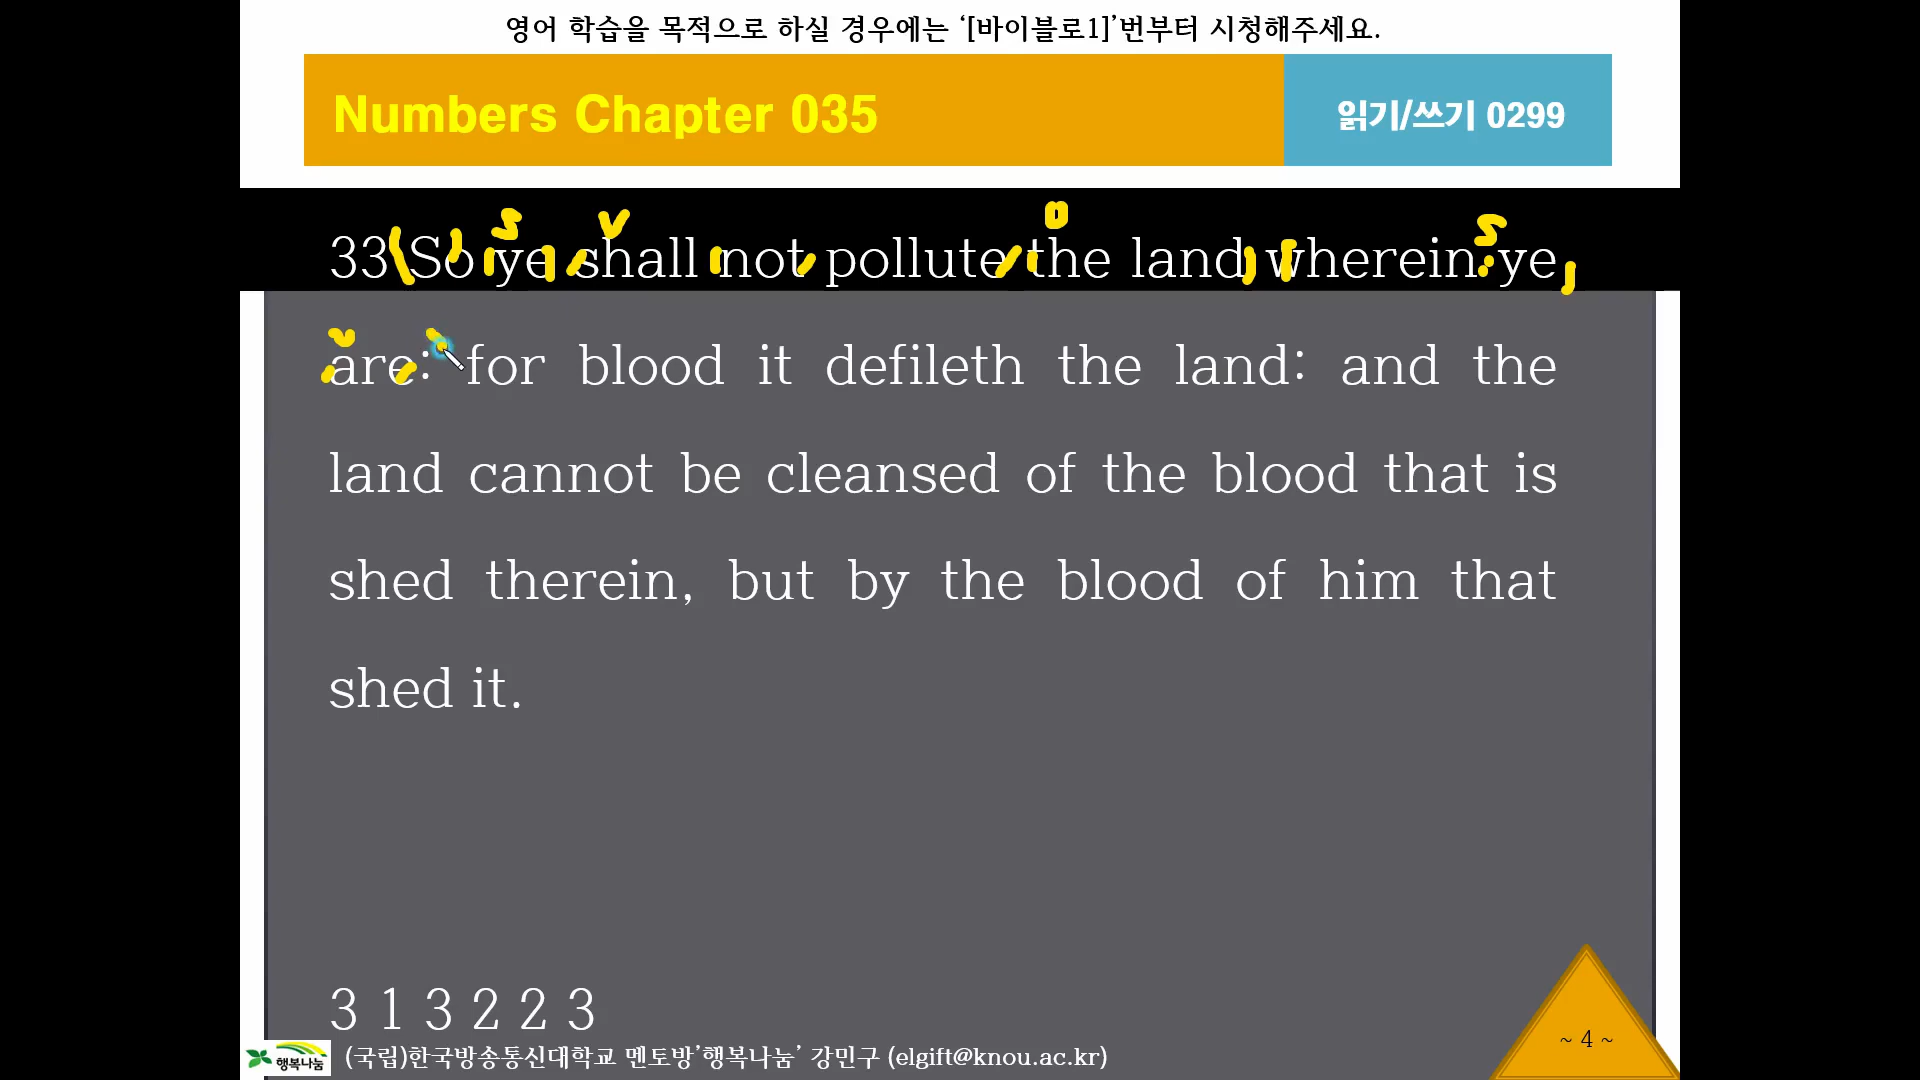 영어 학습을 목적으로 하실 경우에는 ‘[바이블로1]’번부터 시청해주세요.
Numbers Chapter 035
읽기/쓰기 0299
33 So ye shall not pollute the land wherein ye
are: for blood it defileth the land: and the
land cannot be cleansed of the blood that is
shed therein, but by the blood of him that
shed it.
3 1 3 2 2 3
~ 4 ~
행복나눔
(국립)한국방송통신대학교 멘토방’행복나눔’ 강민구 (elgift@knou.ac.kr)